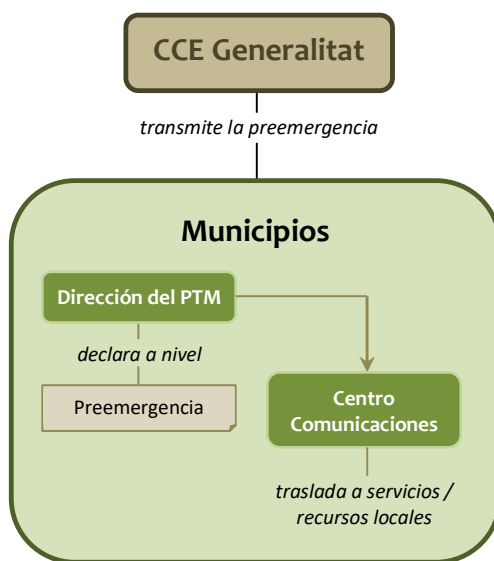 CCE Generalitat
transmite la preemergencia
Municipios
Dirección del PTM
declara a nivel
Preemergencia
Centro
Comunicaciones
traslada a servicios /
recursos locales